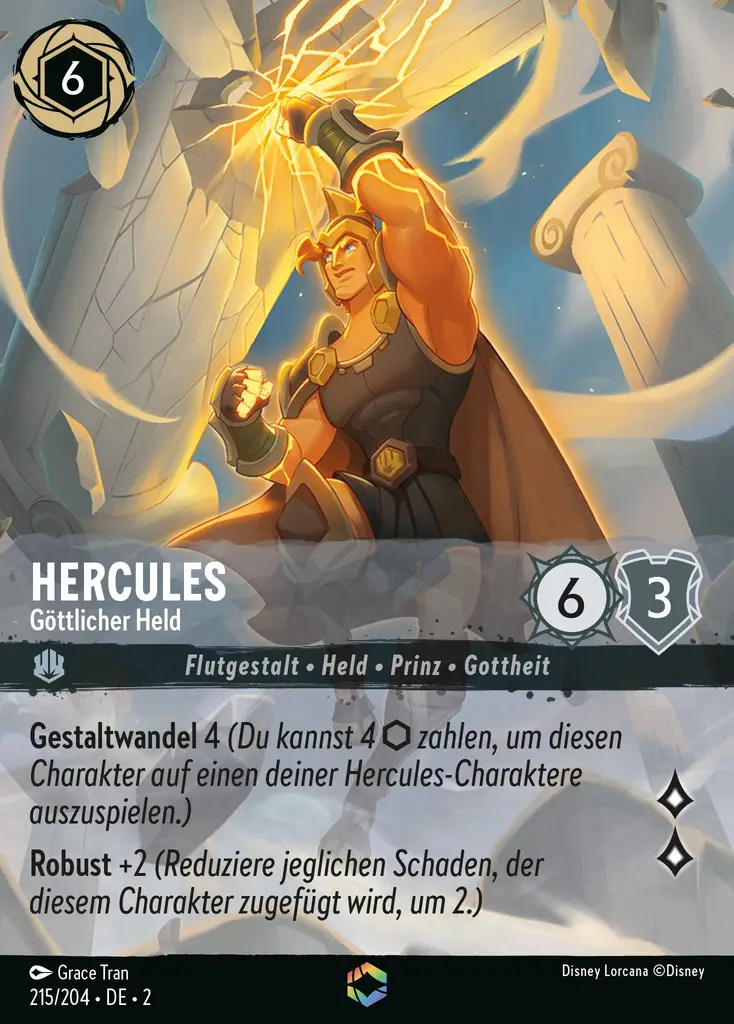 6
HERCULES
Göttlicher Held
6
3
Flutgestalt • Held • Prinz • Gottheit
Gestaltwandel 4 (Du kannst 4 zahlen, um diesen
Charakter auf einen deiner Hercules-Charaktere
auszuspielen.)
Robust +2 (Reduziere jeglichen Schaden, der
diesem Charakter zugefügt wird, um 2.)
Grace Tran
Disney Lorcana ©Disney
215/204 • DE • 2